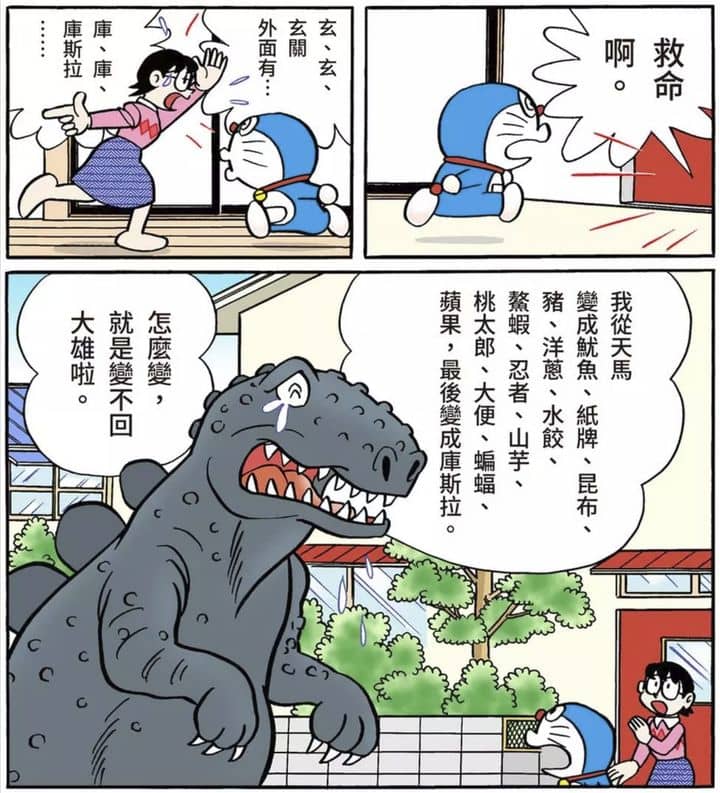 救命
啊。
玄、玄、
玄關
外面有…
庫、庫、
庫斯拉
……
我從天馬
變成魷魚、紙牌、昆布、
豬、洋蔥、水餃、
鰲蝦、忍者、山芋、
桃太郎、大便、蝙蝠、
蘋果，最後變成庫斯拉。
怎麼變，
就是變不回
大雄啦。